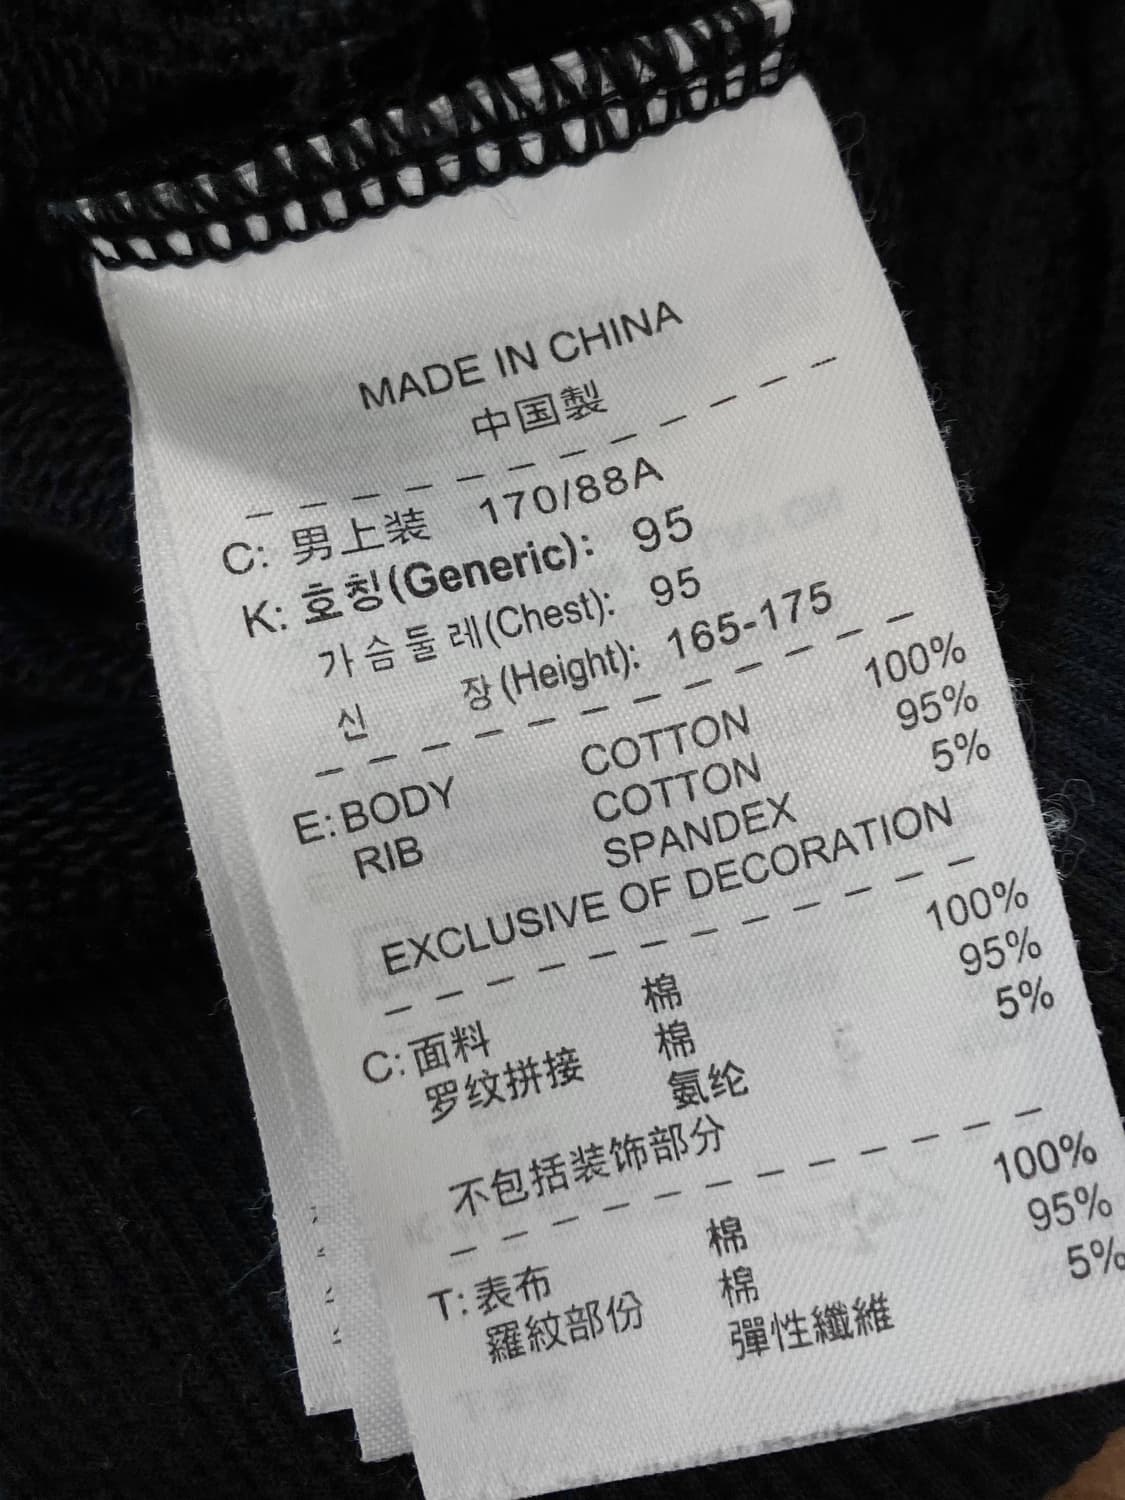 MADE IN CHINA
中国製
C: 男上装 170/88A
K: 호칭(Generic): 95
가슴둘레(Chest): 95
신 장(Height): 165-175
E: BODY COTTON 100%
RIB COTTON 95%
SPANDEX 5%
EXCLUSIVE OF DECORATION
C: 面料 棉 100%
罗纹拼接 棉 95%
氨纶 5%
不包括装饰部分
T: 表布 棉 100%
羅紋部份 棉 95%
彈性纖維 5%